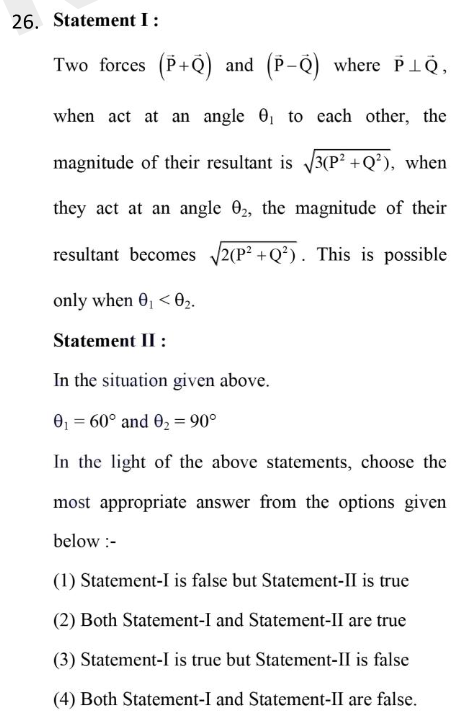 26. Statement I :
Two forces (P⃗+Q⃗) and (P⃗−Q⃗) where P⃗ ⊥ Q⃗,
when act at an angle θ₁ to each other, the
magnitude of their resultant is √3(P² + Q²), when
they act at an angle θ₂, the magnitude of their
resultant becomes √2(P² + Q²). This is possible
only when θ₁ < θ₂.
Statement II :
In the situation given above.
θ₁ = 60° and θ₂ = 90°
In the light of the above statements, choose the
most appropriate answer from the options given
below :-
(1) Statement-I is false but Statement-II is true
(2) Both Statement-I and Statement-II are true
(3) Statement-I is true but Statement-II is false
(4) Both Statement-I and Statement-II are false.